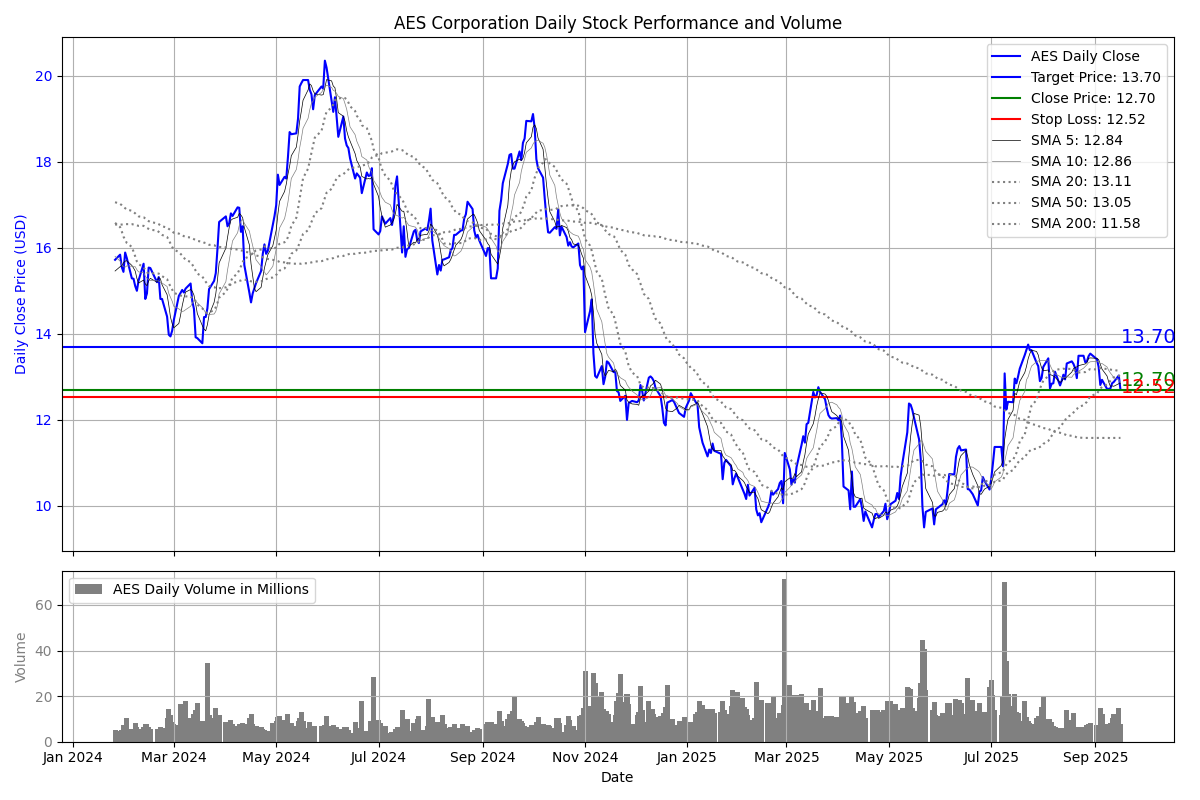 AES Corporation Daily Stock Performance and Volume
Daily Close Price (USD)
20
18
16
14
12
10
AES Daily Close
Target Price: 13.70
Close Price: 12.70
Stop Loss: 12.52
SMA 5: 12.84
SMA 10: 12.86
SMA 20: 13.11
SMA 50: 13.05
SMA 200: 11.58
13.70
12.70
12.52
Volume
60
40
20
0
AES Daily Volume in Millions
Jan 2024 Mar 2024 May 2024 Jul 2024 Sep 2024 Nov 2024 Jan 2025 Mar 2025 May 2025 Jul 2025 Sep 2025
Date